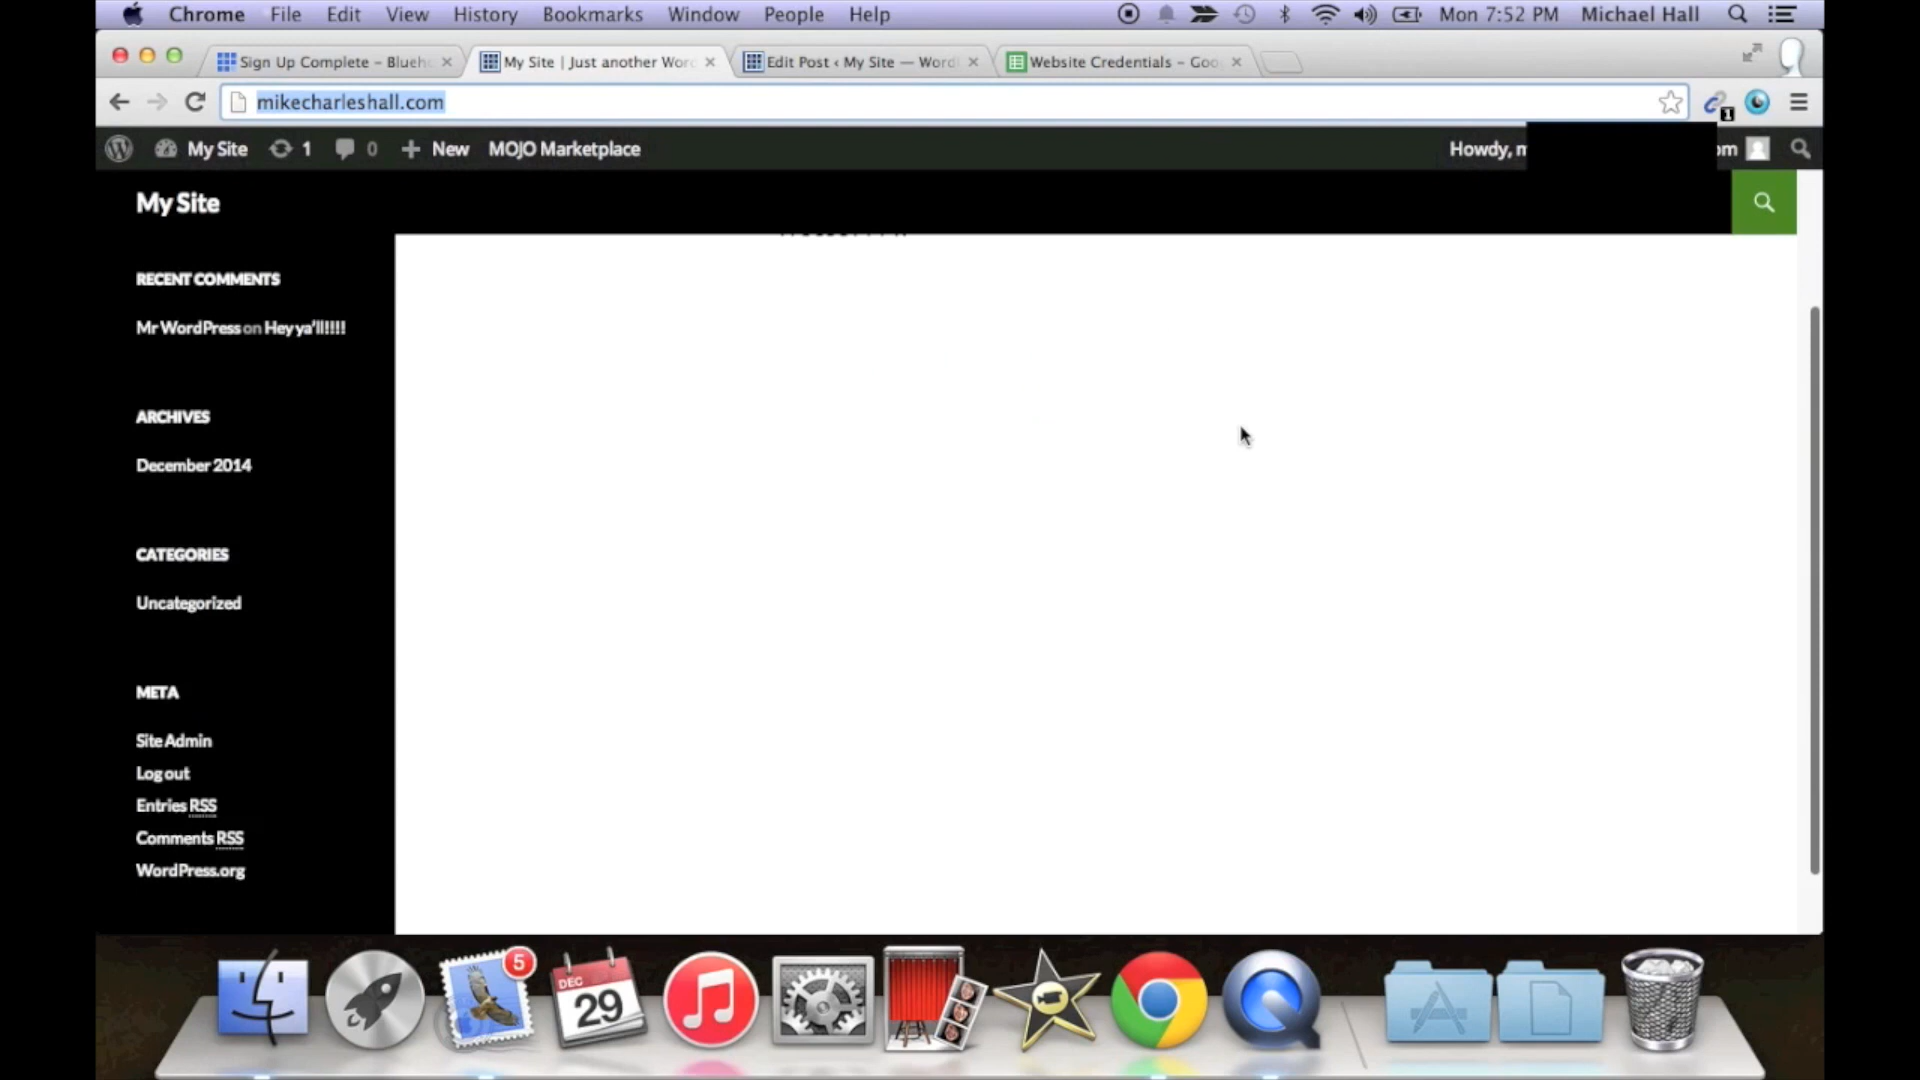 Chrome File Edit View History Bookmarks Window People Help Mon 7:52 PM Michael Hall
Sign Up Complete – Blueh
My Site | Just another Wor
Edit Post ‹ My Site — Word
Website Credentials – Goo
mikecharleshall.com
1
My Site 1 0 New MOJO Marketplace Howdy, m om
My Site
RECENT COMMENTS
Mr WordPress on Hey ya'll!!!!
ARCHIVES
December 2014
CATEGORIES
Uncategorized
META
Site Admin
Log out
Entries RSS
Comments RSS
WordPress.org
5
DEC
29